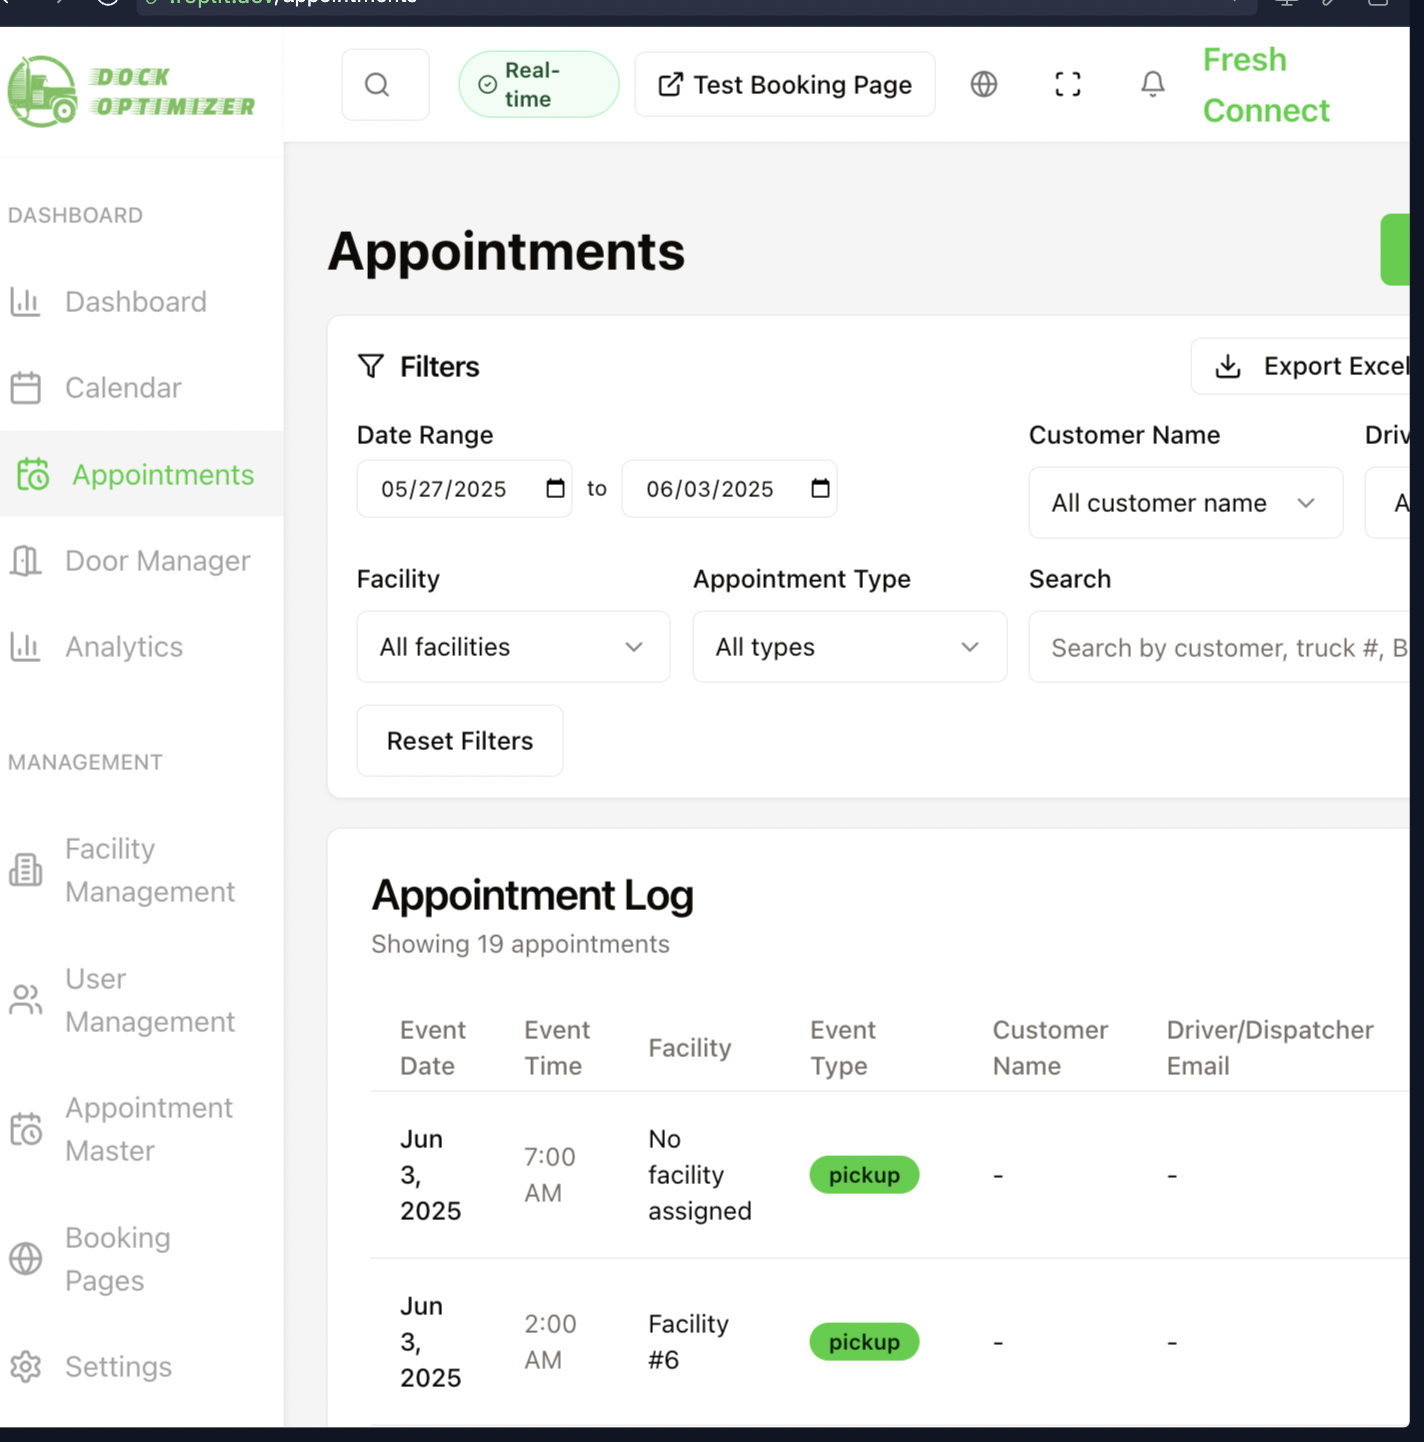 /appointments
DOCK
OPTIMIZER
Real-
time
Test Booking Page
Fresh
Connect
DASHBOARD
Dashboard
Calendar
Appointments
Door Manager
Analytics
MANAGEMENT
Facility
Management
User
Management
Appointment
Master
Booking
Pages
Settings
Appointments
Filters
Export Excel
Date Range
05/27/2025 to 06/03/2025
Customer Name
All customer name
Driv
A
Facility
All facilities
Appointment Type
All types
Search
Search by customer, truck #, B
Reset Filters
Appointment Log
Showing 19 appointments
Event
Date
Event
Time
Facility
Event
Type
Customer
Name
Driver/Dispatcher
Email
Jun
3,
2025
7:00
AM
No
facility
assigned
pickup
-
-
Jun
3,
2025
2:00
AM
Facility
#6
pickup
-
-